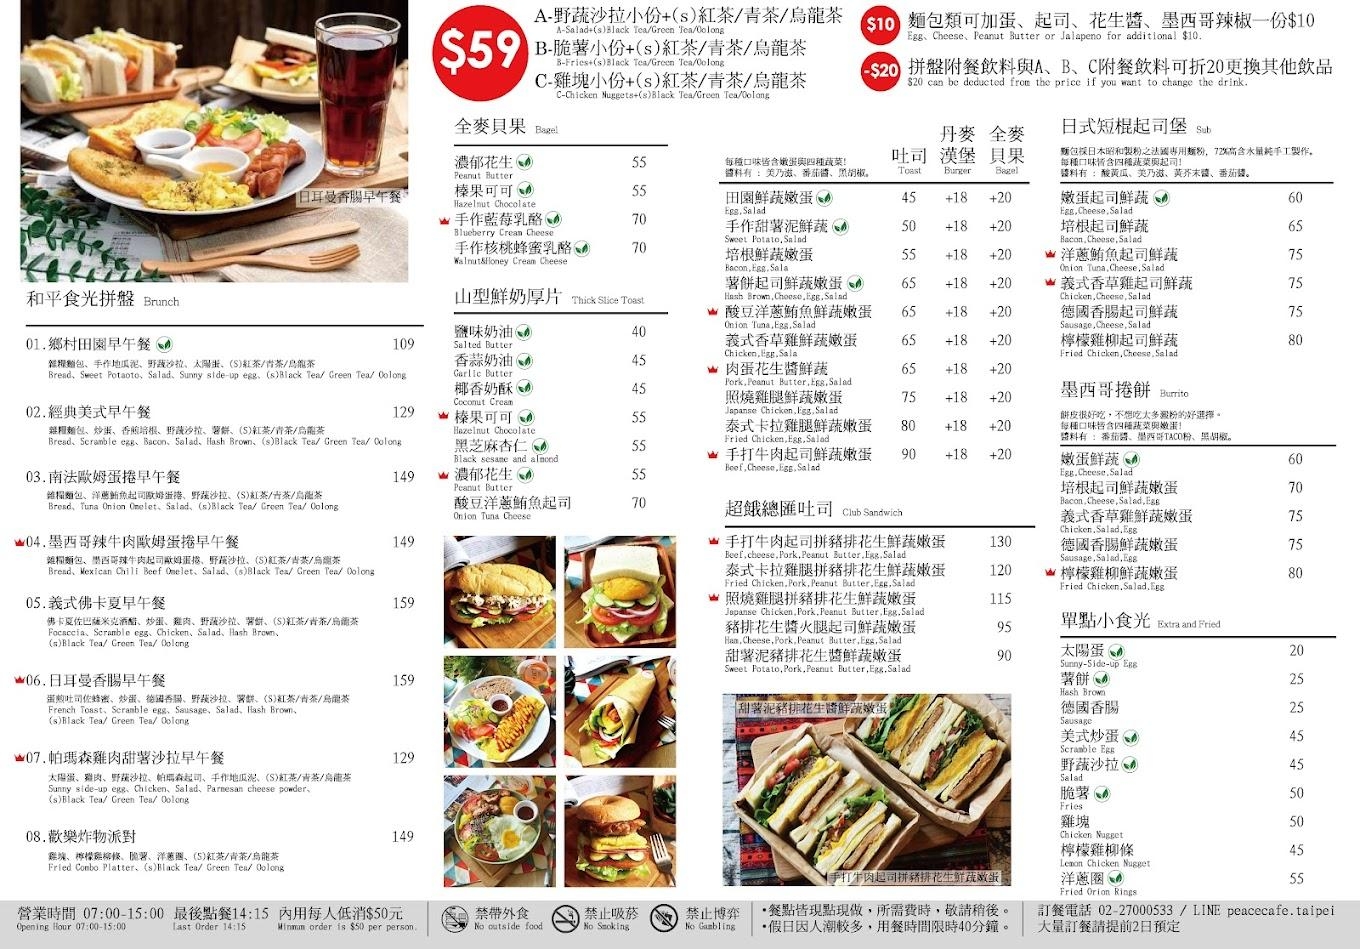 日耳曼香腸早午餐
和平食光拼盤 Brunch
01.鄉村田園早午餐 109
雜糧麵包、手作地瓜泥、野蔬沙拉、太陽蛋、(S)紅茶/青茶/烏龍茶
Bread、Sweet Potaoto、Salad、Sunny side-up egg、(s)Black Tea/ Green Tea/ Oolong
02.經典美式早午餐 129
雜糧麵包、炒蛋、香煎培根、野蔬沙拉、薯餅、(S)紅茶/青茶/烏龍茶
Bread、Scramble egg、Bacon、Salad、Hash Brown、(s)Black Tea/ Green Tea/ Oolong
03.南法歐姆蛋捲早午餐 149
雜糧麵包、洋蔥鮪魚起司歐姆蛋捲、野蔬沙拉、(S)紅茶/青茶/烏龍茶
Bread、Tuna Onion Omelet、Salad、(s)Black Tea/ Green Tea/ Oolong
04.墨西哥辣牛肉歐姆蛋捲早午餐 149
雜糧麵包、墨西哥辣牛肉起司歐姆蛋捲、野蔬沙拉、(S)紅茶/青茶/烏龍茶
Bread、Mexican Chili Beef Omelet、Salad、(s)Black Tea/ Green Tea/ Oolong
05.義式佛卡夏早午餐 159
佛卡夏佐巴薩米克酒醋、炒蛋、雞肉、野蔬沙拉、薯餅、(S)紅茶/青茶/烏龍茶
Focaccia、Scramble egg、Chicken、Salad、Hash Brown、
(s)Black Tea/ Green Tea/ Oolong
06.日耳曼香腸早午餐 159
蛋煎吐司佐蜂蜜、炒蛋、德國香腸、野蔬沙拉、薯餅、(S)紅茶/青茶/烏龍茶
French Toast、Scramble egg、Sausage、Salad、Hash Brown、
(s)Black Tea/ Green Tea/ Oolong
07.帕瑪森雞肉甜薯沙拉早午餐 129
太陽蛋、雞肉、野蔬沙拉、帕瑪森起司、手作地瓜泥、(S)紅茶/青茶/烏龍茶
Sunny side-up egg、Chicken、Salad、Parmesan cheese powder、
(s)Black Tea/ Green Tea/ Oolong
08.歡樂炸物派對 149
雞塊、檸檬雞柳條、脆薯、洋蔥圈、(S)紅茶/青茶/烏龍茶
Fried Combo Platter、(s)Black Tea/ Green Tea/ Oolong
$59
A-野蔬沙拉小份+(s)紅茶/青茶/烏龍茶
A-Salad+(s)Black Tea/Green Tea/Oolong
B-脆薯小份+(s)紅茶/青茶/烏龍茶
B-Fries+(s)Black Tea/Green Tea/Oolong
C-雞塊小份+(s)紅茶/青茶/烏龍茶
C-Chicken Nuggets+(s)Black Tea/Green Tea/Oolong
$10 麵包類可加蛋、起司、花生醬、墨西哥辣椒一份$10
Egg、Cheese、Peanut Butter or Jalapeno for additional $10.
-$20 拼盤附餐飲料與A、B、C附餐飲料可折20更換其他飲品
$20 can be deducted from the price if you want to change the drink.
全麥貝果 Bagel
濃郁花生 55
Peanut Butter
榛果可可 55
Hazelnut Chocolate
手作藍莓乳酪 70
Blueberry Cream Cheese
手作核桃蜂蜜乳酪 70
Walnut&Honey Cream Cheese
山型鮮奶厚片 Thick Slice Toast
鹽味奶油 40
Salted Butter
香蒜奶油 45
Garlic Butter
椰香奶酥 45
Coconut Cream
榛果可可 55
Hazelnut Chocolate
黑芝麻杏仁 55
Black sesame and almond
濃郁花生 55
Peanut Butter
酸豆洋蔥鮪魚起司 70
Onion Tuna Cheese
每種口味皆含嫩蛋與四種蔬菜!
醬料有 : 美乃滋、番茄醬、黑胡椒。
吐司 Toast
丹麥漢堡 Burger
全麥貝果 Bagel
田園鮮蔬嫩蛋 45 +18 +20
Egg,Salad
手作甜薯泥鮮蔬 50 +18 +20
Sweet Potato,Salad
培根鮮蔬嫩蛋 55 +18 +20
Bacon,Egg,Sala
薯餅起司鮮蔬嫩蛋 65 +18 +20
Hash Brown,Cheese,Egg,Salad
酸豆洋蔥鮪魚鮮蔬嫩蛋 65 +18 +20
Onion Tuna,Egg,Salad
義式香草雞鮮蔬嫩蛋 65 +18 +20
Chicken,Egg,Sala
肉蛋花生鮮蔬 65 +18 +20
Pork,Peanut Butter,Egg,Salad
照燒雞腿鮮蔬嫩蛋 75 +18 +20
Japanse Chicken,Egg,Salad
泰式卡拉雞腿鮮蔬嫩蛋 80 +18 +20
Fried Chicken,Egg,Salad
手打牛肉起司鮮蔬嫩蛋 90 +18 +20
Beef,Cheese,Egg,Salad
超餓總匯吐司 Club Sandwich
手打牛肉起司拼豬排花生鮮蔬嫩蛋 130
Beef,cheese,Pork,Peanut Butter,Egg,Salad
泰式卡拉雞腿拼豬排花生鮮蔬嫩蛋 120
Fried Chicken,Pork,Peanut Butter,Egg,Salad
照燒雞腿拼豬排花生鮮蔬嫩蛋 115
Japanse Chicken,Pork,Peanut Butter,Egg,Salad
豬排花生醬火腿起司鮮蔬嫩蛋 95
Ham,Cheese,Pork,Peanut Butter,Egg,Salad
甜薯泥豬排花生醬鮮蔬嫩蛋 90
Sweet Potato,Pork,Peanut Butter,Egg,Salad
甜薯泥豬排花生醬鮮蔬嫩蛋
手打牛肉起司拼豬排花生鮮蔬嫩蛋
日式短棍起司堡 Sub
麵包採日本昭和製粉之法國專用麵粉, 72%高含水量純手工製作。
每種口味皆含四種蔬菜與起司!
醬料有 : 酸黃瓜、美乃滋、黃芥末醬、番茄醬。
嫩蛋起司鮮蔬 60
Egg,Cheese,Salad
培根起司鮮蔬 65
Bacon,Cheese,Salad
洋蔥鮪魚起司鮮蔬 75
Onion Tuna,Cheese,Salad
義式香草雞起司鮮蔬 75
Chicken,Cheese,Salad
德國香腸起司鮮蔬 75
Sausage,Cheese,Salad
檸檬雞柳起司鮮蔬 80
Fried Chicken,Cheese,Salad
墨西哥捲餅 Burrito
餅皮很好吃，不想吃太多澱粉的好選擇。
每種口味皆含四種蔬菜與嫩蛋!
醬料有 : 番茄醬、墨西哥TACO粉、黑胡椒。
嫩蛋鮮蔬 60
Egg,Cheese,Salad
培根起司鮮蔬嫩蛋 70
Bacon,Cheese,Salad,Egg
義式香草雞鮮蔬嫩蛋 75
Chicken,Salad,Egg
德國香腸鮮蔬嫩蛋 75
Sausage,Salad,Egg
檸檬雞柳鮮蔬嫩蛋 80
Fried Chicken,Salad,Egg
單點小食光 Extra and Fried
太陽蛋 20
Sunny-Side-up Egg
薯餅 25
Hash Brown
德國香腸 25
Sausage
美式炒蛋 45
Scramble Egg
野蔬沙拉 45
Salad
脆薯 50
Fries
雞塊 50
Chicken Nugget
檸檬雞柳條 45
Lemon Chicken Nugget
洋蔥圈 55
Fried Orion Rings
營業時間 07:00-15:00 最後點餐14:15 內用每人低消$50元
Opening Hour 07:00-15:00 Last Order 14:15 Minmum order is $50 per person.
禁帶外食
No outside food
禁止吸菸
No Smoking
禁止博弈
No Gambling
•餐點皆現點現做，所需費時，敬請稍後。
•假日因人潮較多，用餐時間限時40分鐘。
訂餐電話 02-27000533 / LINE peacecafe.taipei
大量訂餐請提前2日預定